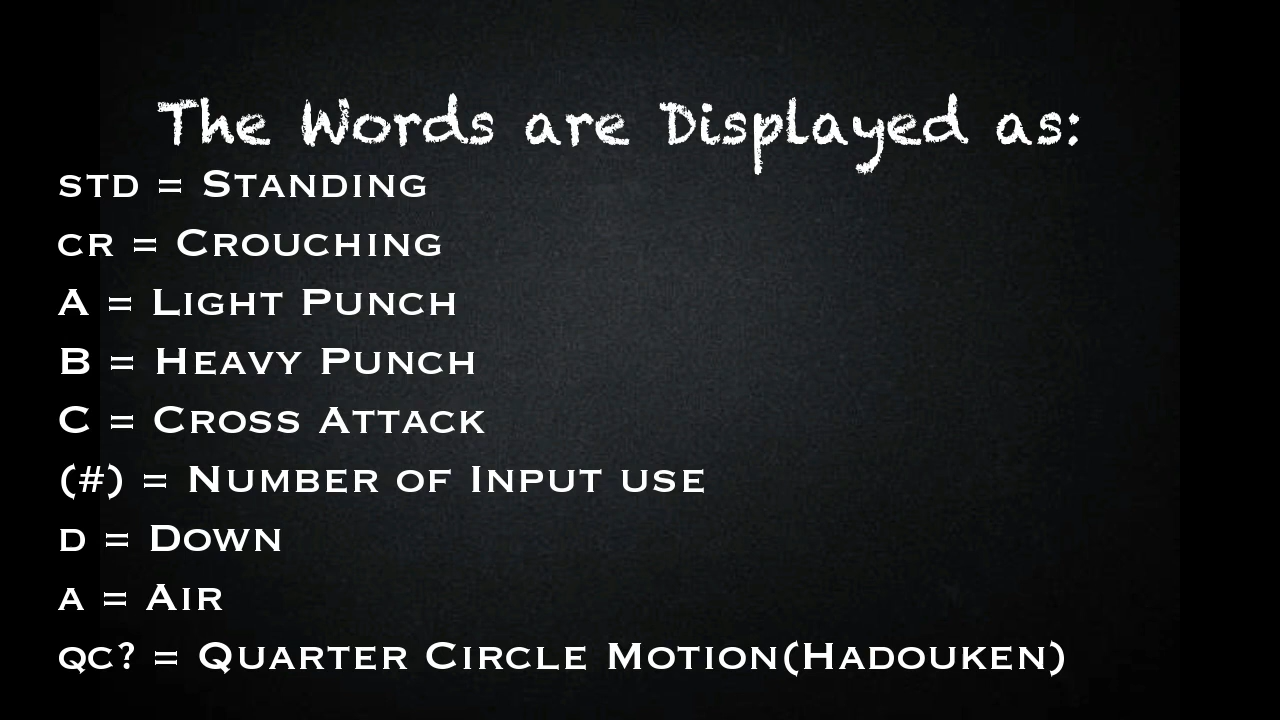 The Words are Displayed as:
std = Standing
cr = Crouching
A = Light Punch
B = Heavy Punch
C = Cross Attack
(#) = Number of Input use
d = Down
a = Air
qc? = Quarter Circle Motion(Hadouken)